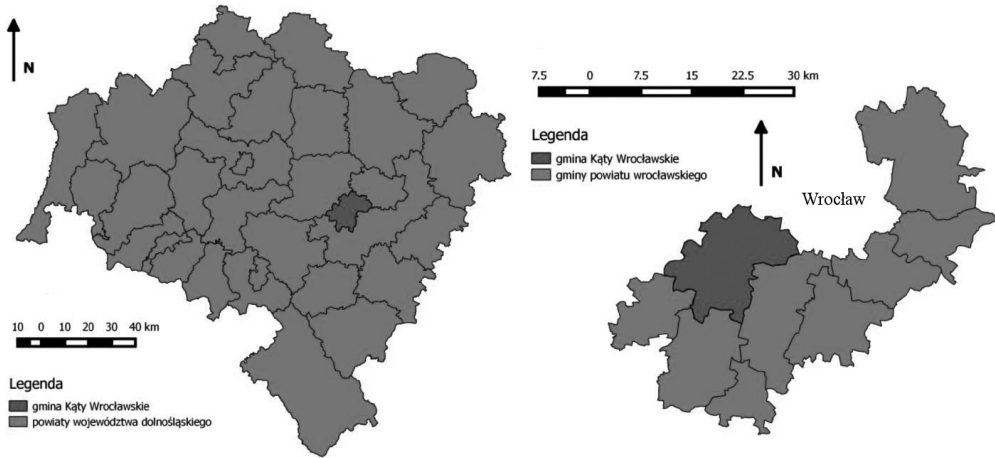 N
10 0 10 20 30 40 km
Legenda
gmina Kąty Wrocławskie
powiaty województwa dolnośląskiego
7.5 0 7.5 15 22.5 30 km
Legenda
gmina Kąty Wrocławskie
gminy powiatu wrocławskiego
N
Wrocław